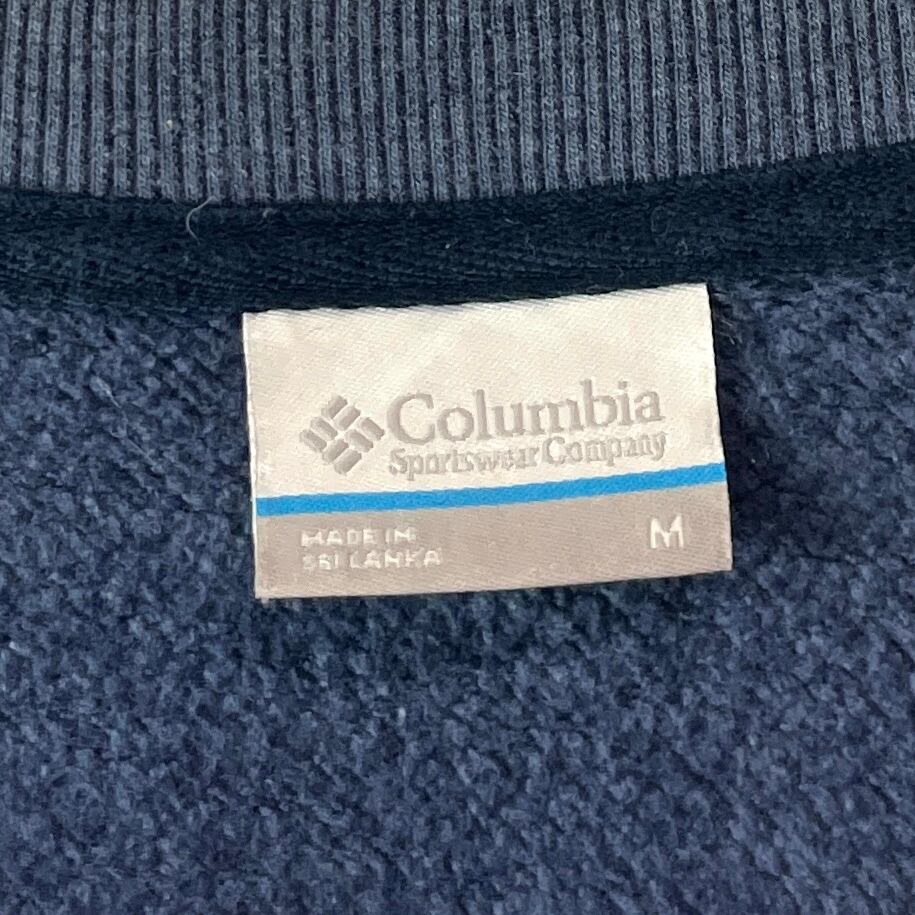 Columbia
Sportswear Company
MADE IN
SRI LANKA
M